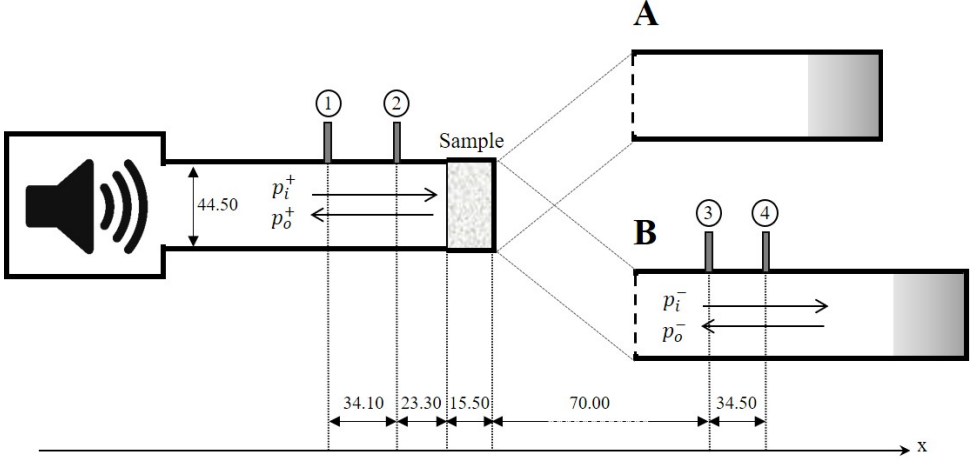 A
① ②
Sample
p_i^+
p_o^+
44.50
③ ④
B
p_i^-
p_o^-
34.10 23.30 15.50 70.00 34.50
x